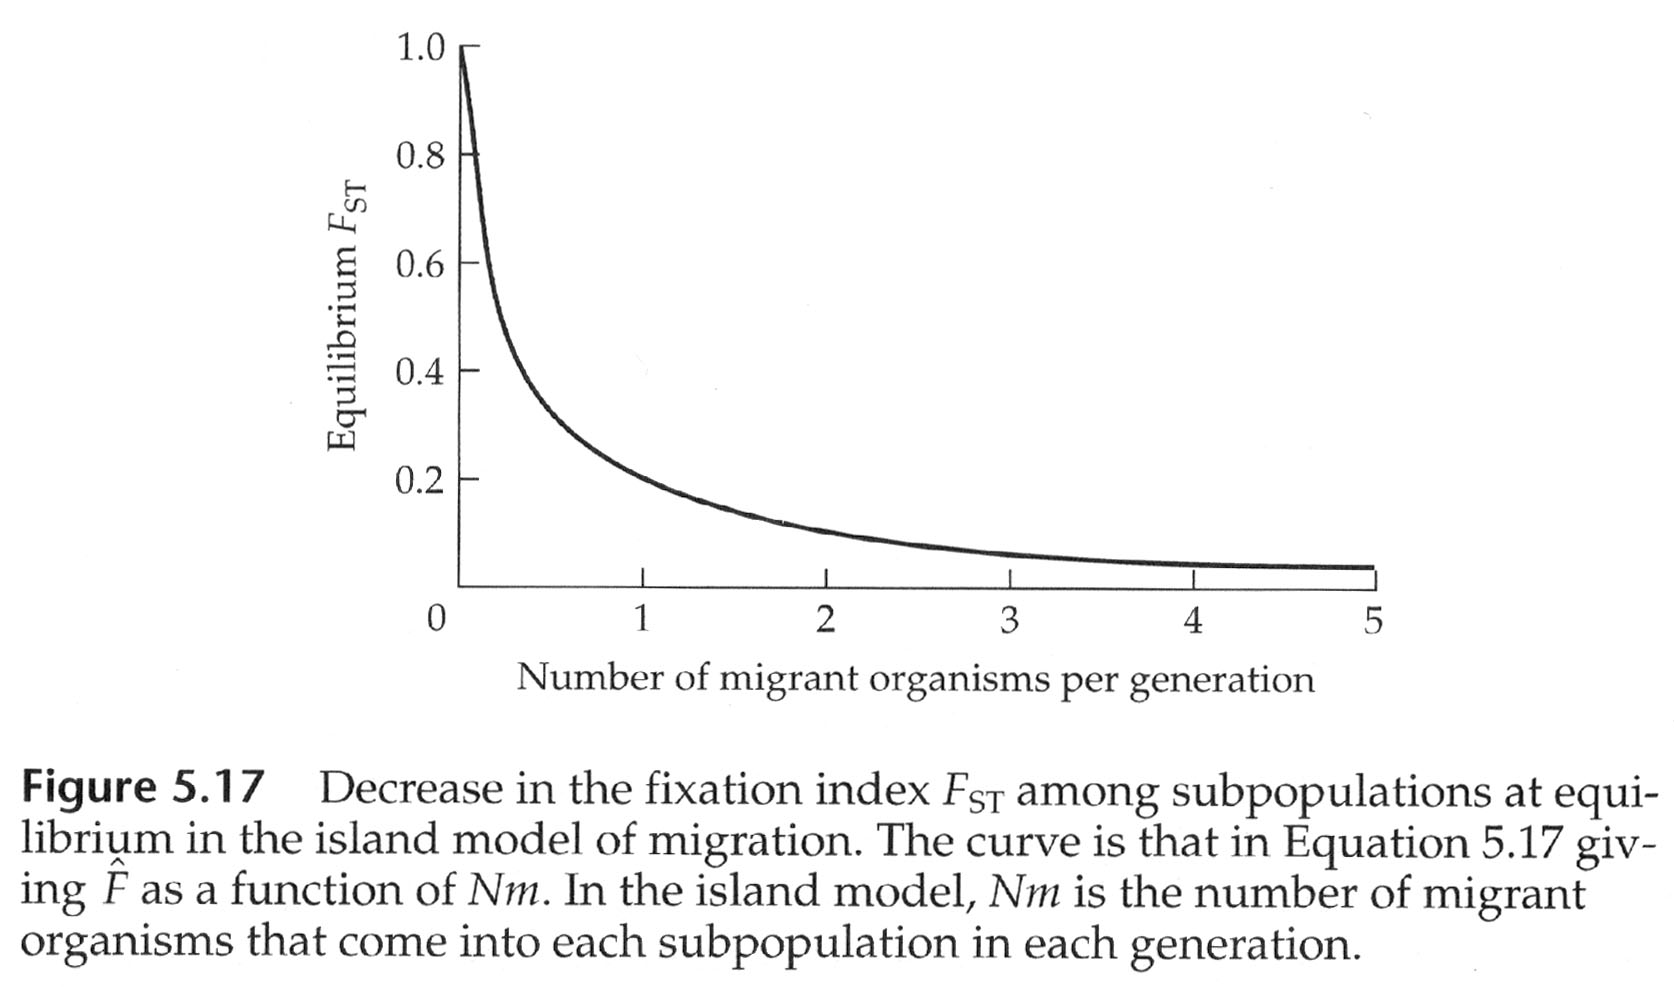 1.0
0.8
0.6
0.4
0.2
Equilibrium FST
0 1 2 3 4 5
Number of migrant organisms per generation
Figure 5.17 Decrease in the fixation index FST among subpopulations at equi-
librium in the island model of migration. The curve is that in Equation 5.17 giv-
ing F̂ as a function of Nm. In the island model, Nm is the number of migrant
organisms that come into each subpopulation in each generation.